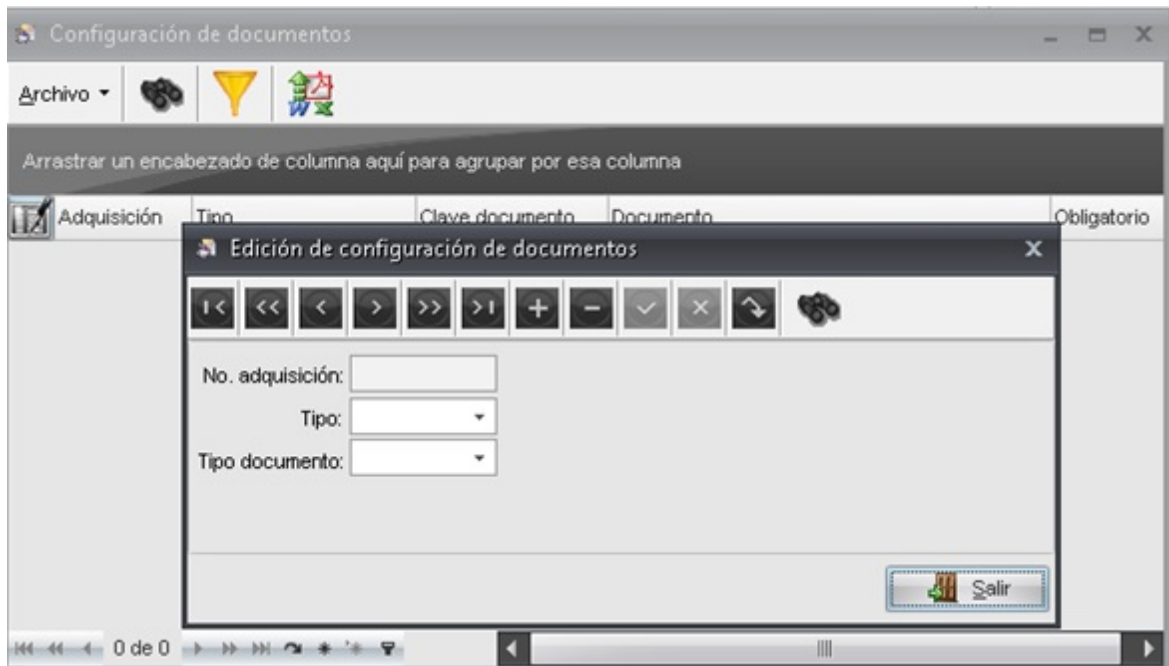 Configuración de documentos
Archivo
Arrastrar un encabezado de columna aquí para agrupar por esa columna
Adquisición Tipo Clave documento Documento Obligatorio
Edición de configuración de documentos
No. adquisición:
Tipo:
Tipo documento:
Salir
0 de 0